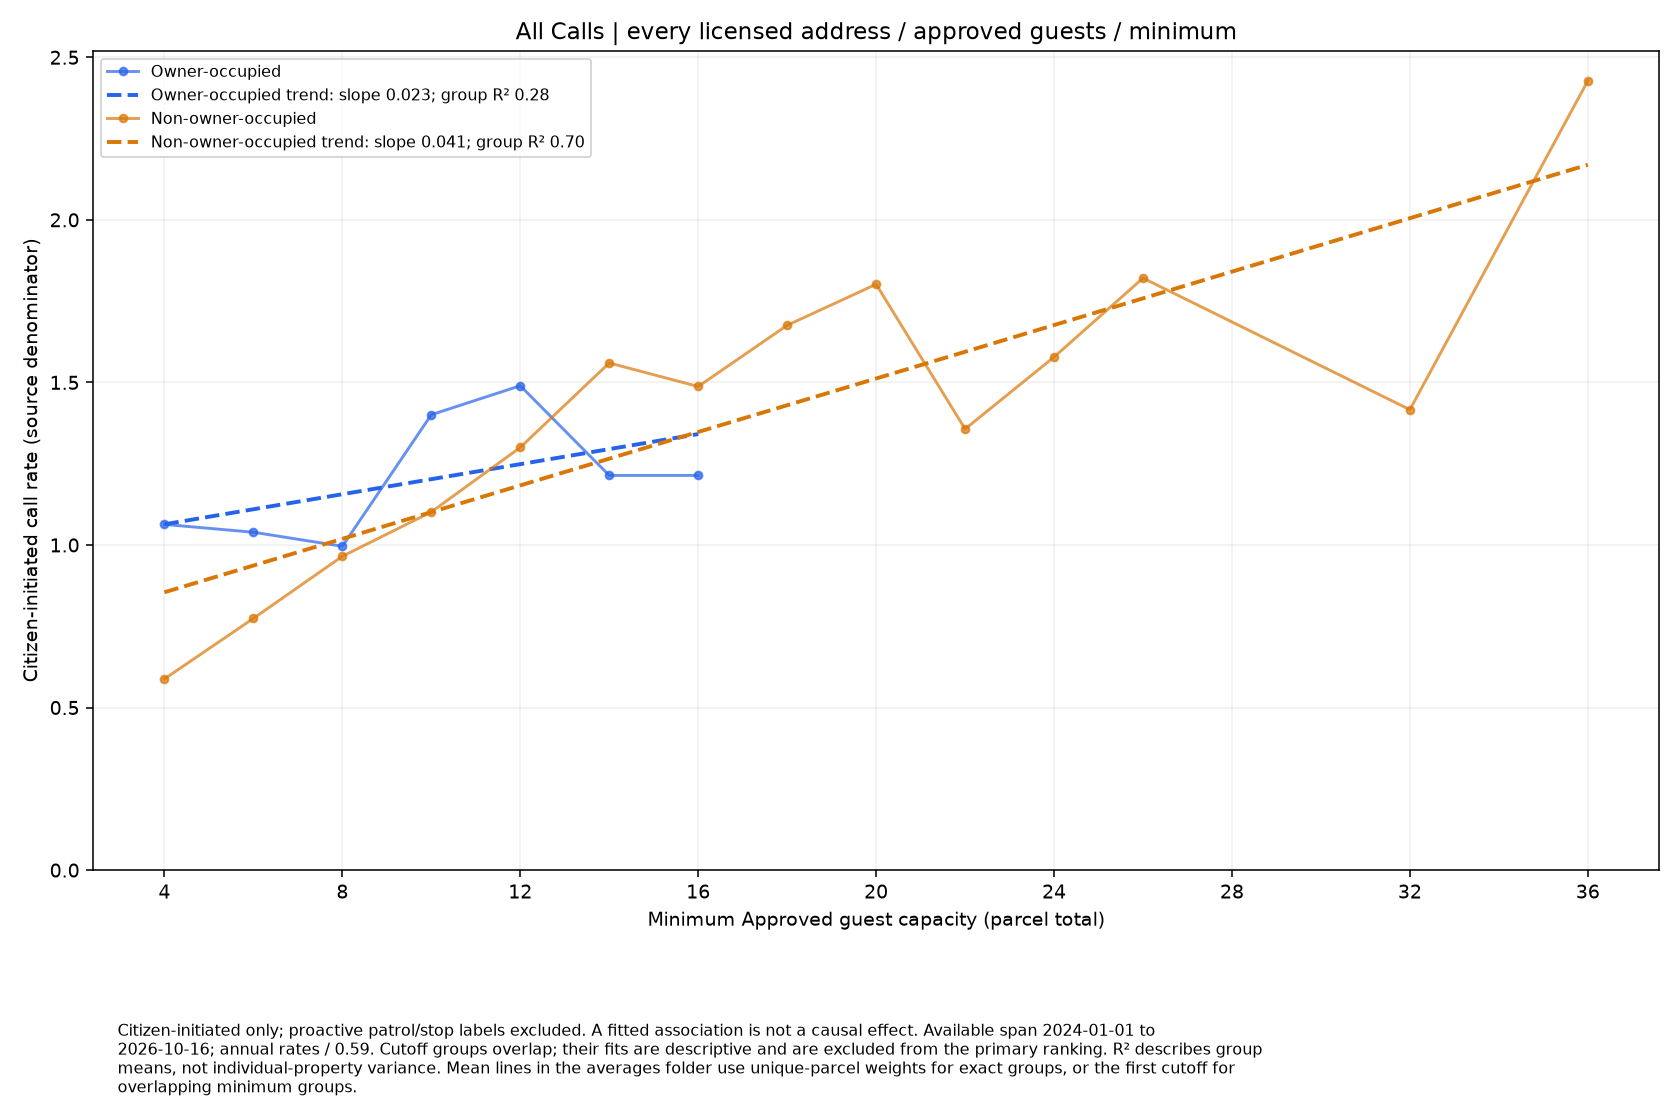 All Calls | every licensed address / approved guests / minimum
Owner-occupied
Owner-occupied trend: slope 0.023; group R² 0.28
Non-owner-occupied
Non-owner-occupied trend: slope 0.041; group R² 0.70
Citizen-initiated call rate (source denominator)
2.5
2.0
1.5
1.0
0.5
0.0
4 8 12 16 20 24 28 32 36
Minimum Approved guest capacity (parcel total)
Citizen-initiated only; proactive patrol/stop labels excluded. A fitted association is not a causal effect. Available span 2024-01-01 to
2026-10-16; annual rates / 0.59. Cutoff groups overlap; their fits are descriptive and are excluded from the primary ranking. R² describes group
means, not individual-property variance. Mean lines in the averages folder use unique-parcel weights for exact groups, or the first cutoff for
overlapping minimum groups.